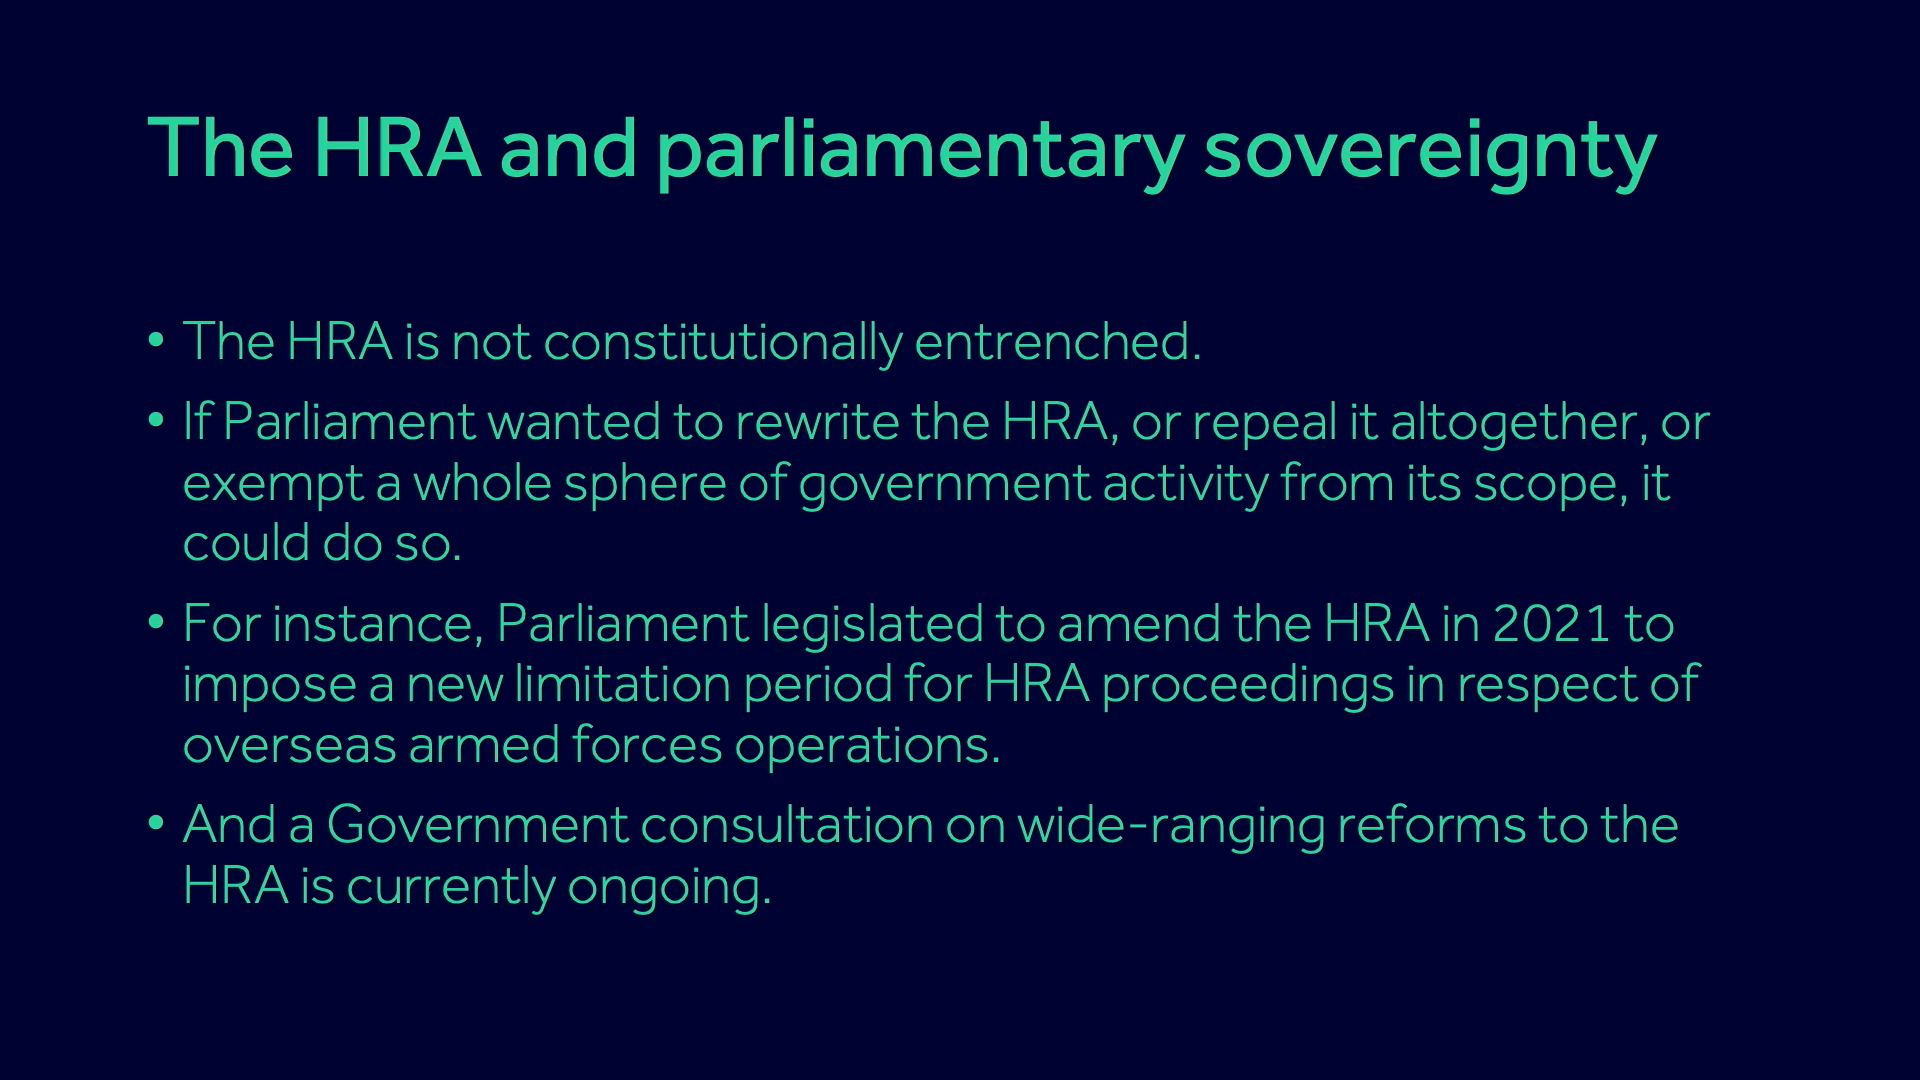 The HRA and parliamentary sovereignty
• The HRA is not constitutionally entrenched.
• If Parliament wanted to rewrite the HRA, or repeal it altogether, or
exempt a whole sphere of government activity from its scope, it
could do so.
• For instance, Parliament legislated to amend the HRA in 2021 to
impose a new limitation period for HRA proceedings in respect of
overseas armed forces operations.
• And a Government consultation on wide-ranging reforms to the
HRA is currently ongoing.